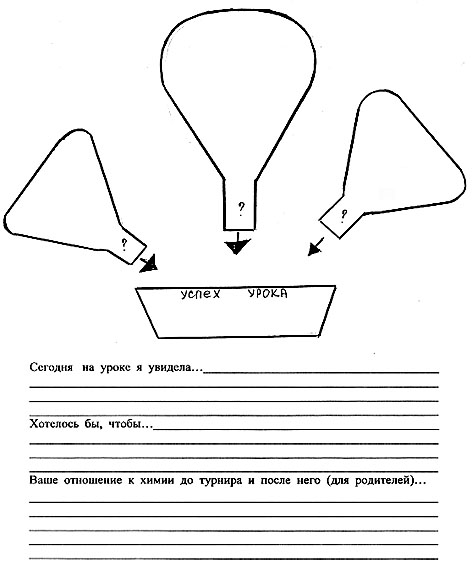 ?
?
?
УСПЕХ УРОКА
Сегодня на уроке я увидела...
Хотелось бы, чтобы...
Ваше отношение к химии до турнира и после него (для родителей)...